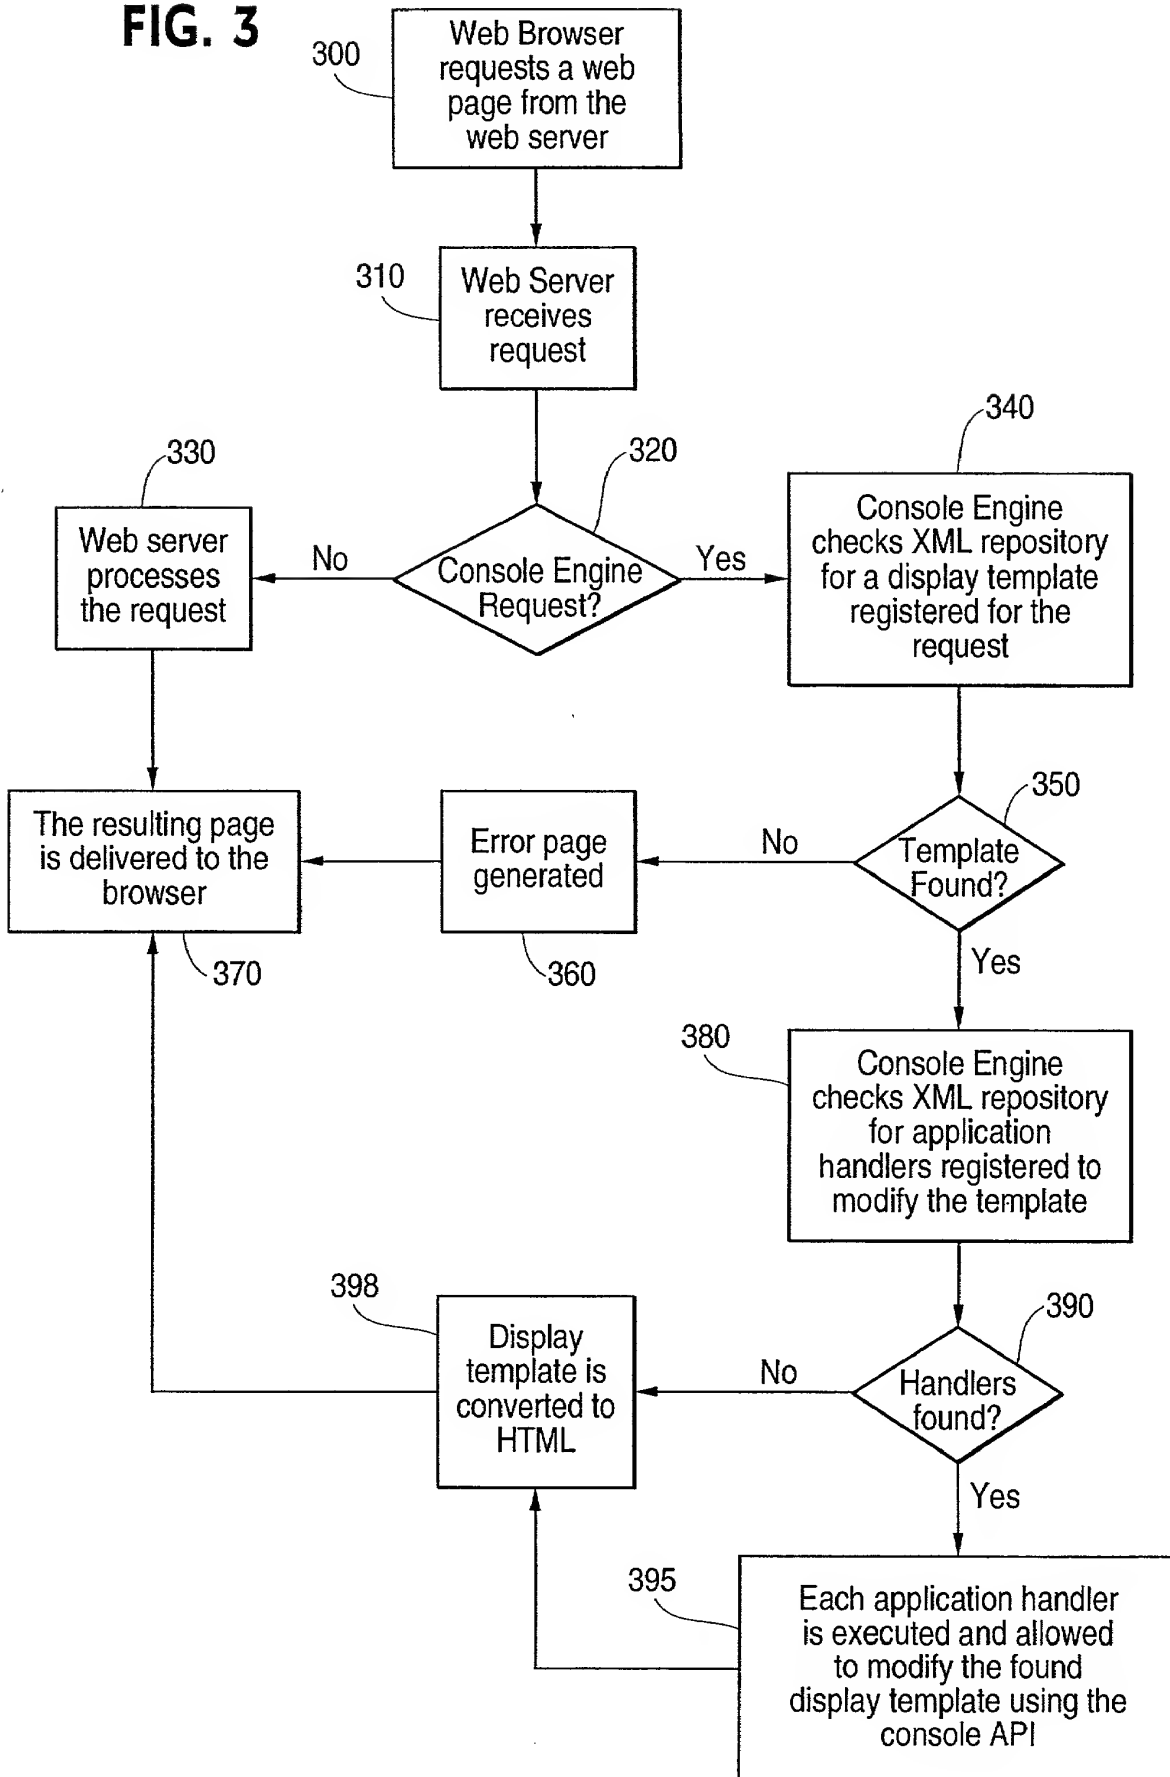 FIG. 3
300
Web Browser
requests a web
page from the
web server
310
Web Server
receives
request
320
Console Engine
Request?
No
Yes
330
Web server
processes
the request
340
Console Engine
checks XML repository
for a display template
registered for the
request
350
Template
Found?
No
Yes
Error page
generated
360
The resulting page
is delivered to the
browser
370
380
Console Engine
checks XML repository
for application
handlers registered to
modify the template
390
Handlers
found?
No
Yes
398
Display
template is
converted to
HTML
395
Each application handler
is executed and allowed
to modify the found
display template using the
console API